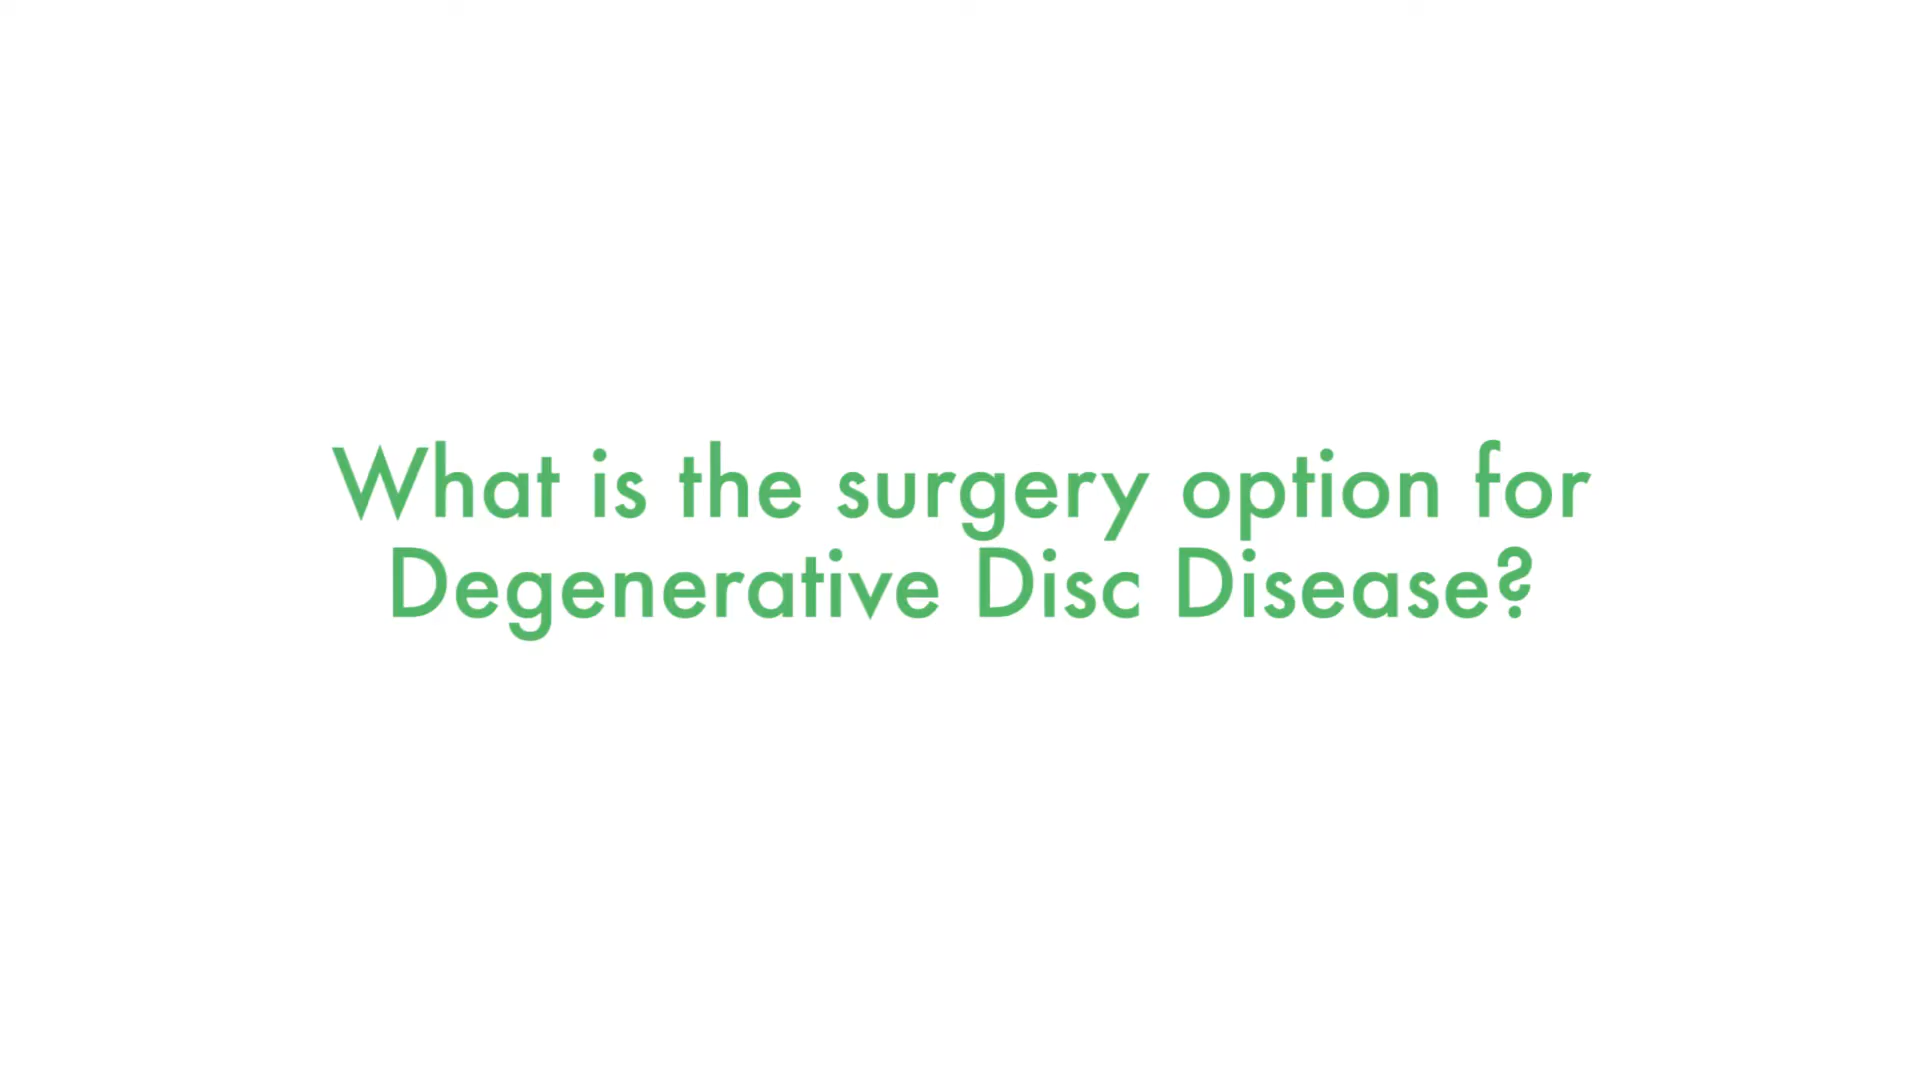 What is the surgery option for
Degenerative Disc Disease?